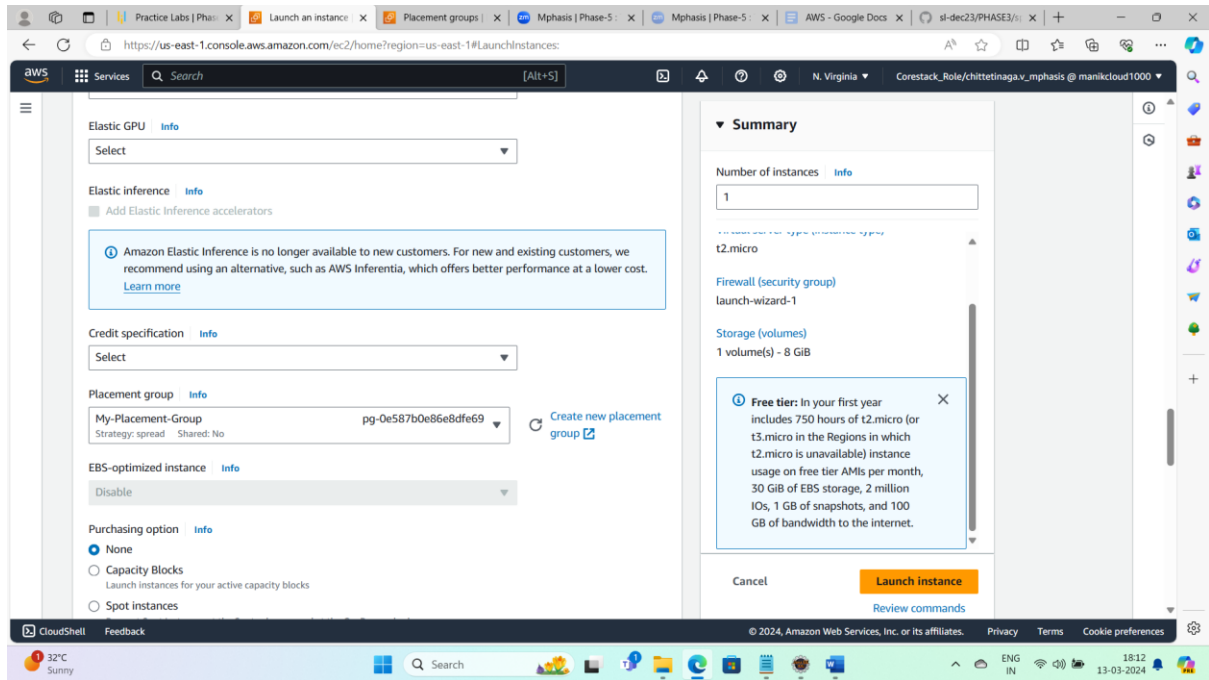 Practice Labs | Phas
Launch an instance
Placement groups |
Mphasis | Phase-5 :
Mphasis | Phase-5 :
AWS - Google Docs
sl-dec23/PHASE3/s
https://us-east-1.console.aws.amazon.com/ec2/home?region=us-east-1#LaunchInstances:
aws
Services
Search
[Alt+S]
N. Virginia
Corestack_Role/chittetinaga.v_mphasis @ manikcloud1000
Elastic GPU Info
Select
Elastic inference Info
Add Elastic Inference accelerators
Amazon Elastic Inference is no longer available to new customers. For new and existing customers, we
recommend using an alternative, such as AWS Inferentia, which offers better performance at a lower cost.
Learn more
Credit specification Info
Select
Placement group Info
My-Placement-Group pg-0e587b0e86e8dfe69
Strategy: spread Shared: No
Create new placement
group
EBS-optimized instance Info
Disable
Purchasing option Info
None
Capacity Blocks
Launch instances for your active capacity blocks
Spot instances
Summary
Number of instances Info
1
Virtual server type (instance type)
t2.micro
Firewall (security group)
launch-wizard-1
Storage (volumes)
1 volume(s) - 8 GiB
Free tier: In your first year
includes 750 hours of t2.micro (or
t3.micro in the Regions in which
t2.micro is unavailable) instance
usage on free tier AMIs per month,
30 GiB of EBS storage, 2 million
IOs, 1 GB of snapshots, and 100
GB of bandwidth to the internet.
Cancel
Launch instance
Review commands
CloudShell Feedback
© 2024, Amazon Web Services, Inc. or its affiliates. Privacy Terms Cookie preferences
1
32°C
Sunny
Search
ENG
IN
18:12
13-03-2024